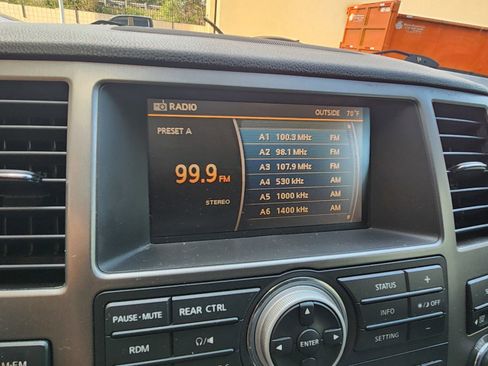 RADIO
OUTSIDE 70°F
PRESET A
99.9 FM
STEREO
A1 100.3 MHz FM
A2 98.1 MHz FM
A3 107.9 MHz FM
A4 530 kHz AM
A5 1000 kHz AM
A6 1400 kHz AM
PAUSE·MUTE
REAR CTRL
RDM
ENTER
STATUS
+
INFO
OFF
SETTING
-